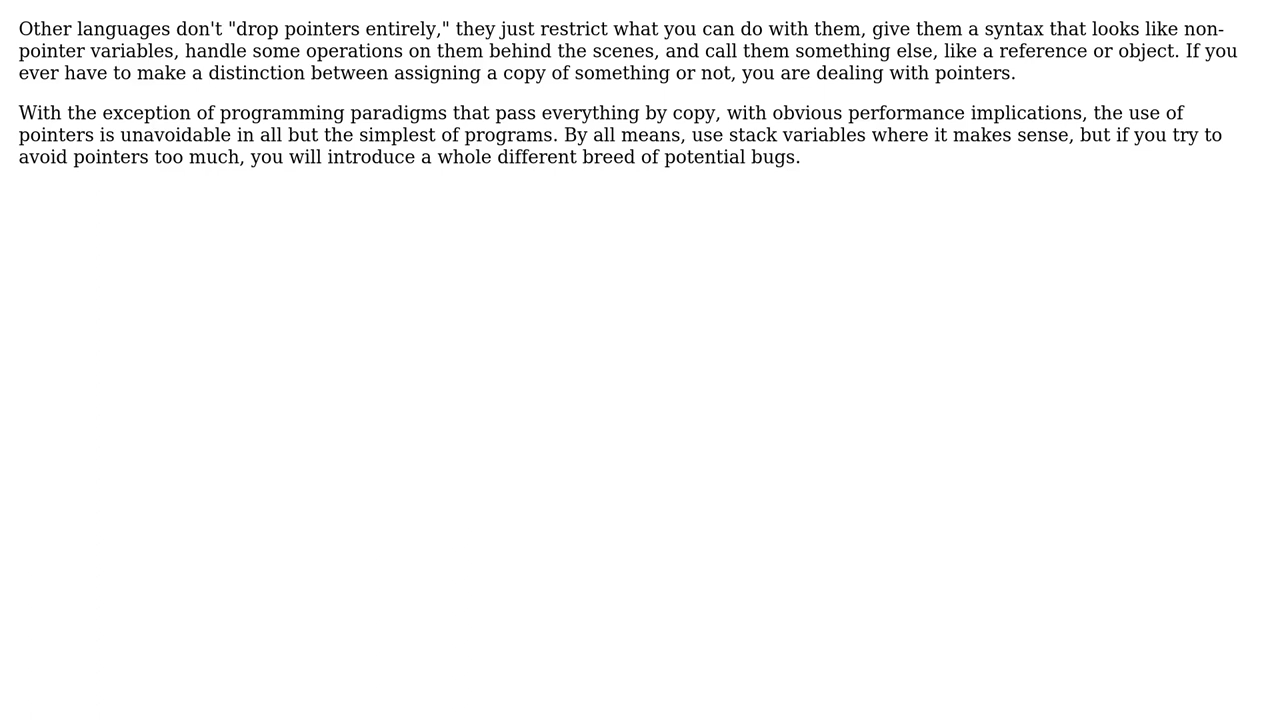 Other languages don't "drop pointers entirely," they just restrict what you can do with them, give them a syntax that looks like non-
pointer variables, handle some operations on them behind the scenes, and call them something else, like a reference or object. If you
ever have to make a distinction between assigning a copy of something or not, you are dealing with pointers.
With the exception of programming paradigms that pass everything by copy, with obvious performance implications, the use of
pointers is unavoidable in all but the simplest of programs. By all means, use stack variables where it makes sense, but if you try to
avoid pointers too much, you will introduce a whole different breed of potential bugs.